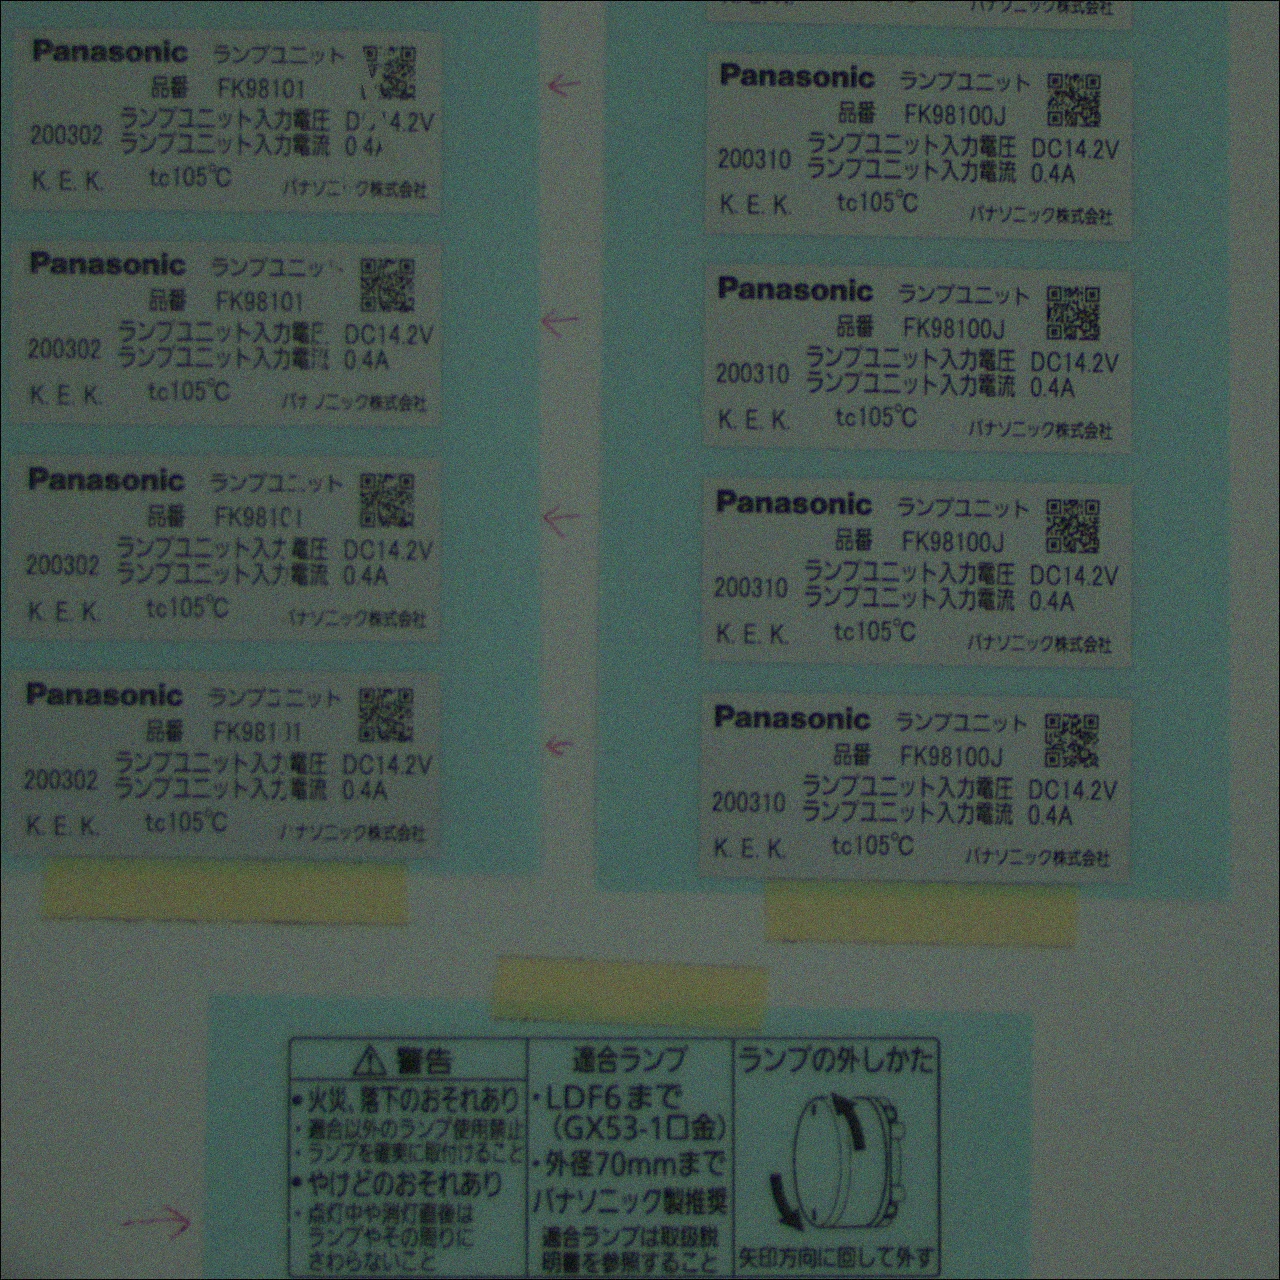 Panasonic ランプユニット
品番 FK98101
200302 ランプユニット入力電圧 4.2V
ランプユニット入力電流
K. E. K. tc105℃ 株式会社
Panasonic
品番 FK98101
200302 ランプユニット入力 DC14.2V
ランプユニット入力 0.4A
K. E. K. tc105℃ パナソニック株式会社
Panasonic ランプユニット
品番
200302 ランプユニット入力電圧 DC14.2V
ランプユニット入力電流 0.4A
K. E. K. tc105℃ パナソニック株式会社
Panasonic ランプユニット
品番
200302 ランプユニット入力電圧 DC14.2V
ランプユニット入力電流 0.4A
K. E. K. tc105℃ パナソニック株式会社
パナソニック株式会社
Panasonic ランプユニット
品番 FK98100J
200310 ランプユニット入力電圧 DC14.2V
ランプユニット入力電流 0.4A
K. E. K. tc105℃ パナソニック株式会社
Panasonic ランプユニット
品番 FK98100J
200310 ランプユニット入力電圧 DC14.2V
ランプユニット入力電流 0.4A
K. E. K. tc105℃ パナソニック株式会社
Panasonic ランプユニット
品番 FK98100J
200310 ランプユニット入力電圧 DC14.2V
ランプユニット入力電流 0.4A
K. E. K. tc105℃ パナソニック株式会社
Panasonic ランプユニット
品番 FK98100J
200310 ランプユニット入力電圧 DC14.2V
ランプユニット入力電流 0.4A
K. E. K. tc105℃ パナソニック株式会社
警告
・火災、落下のおそれあり
・適合以外のランプ使用禁止
・ランプを確実に取付けること
・やけどのおそれあり
・点灯中や消灯直後は
ランプやその周りに
さわらないこと
適合ランプ
・LDF6まで
（GX53-1口金）
・外径70mmまで
パナソニック製推奨
適合ランプは取扱説
明書を参照すること
ランプの外しかた
矢印方向に回して外す